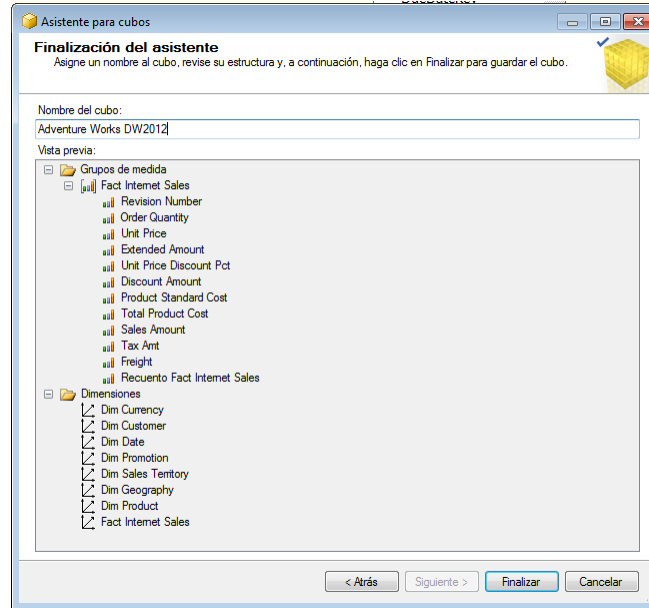 DueDateKey
Asistente para cubos
Finalización del asistente
Asigne un nombre al cubo, revise su estructura y, a continuación, haga clic en Finalizar para guardar el cubo.
Nombre del cubo:
Adventure Works DW2012
Vista previa:
Grupos de medida
Fact Internet Sales
Revision Number
Order Quantity
Unit Price
Extended Amount
Unit Price Discount Pct
Discount Amount
Product Standard Cost
Total Product Cost
Sales Amount
Tax Amt
Freight
Recuento Fact Internet Sales
Dimensiones
Dim Currency
Dim Customer
Dim Date
Dim Promotion
Dim Sales Territory
Dim Geography
Dim Product
Fact Internet Sales
< Atrás
Siguiente >
Finalizar
Cancelar